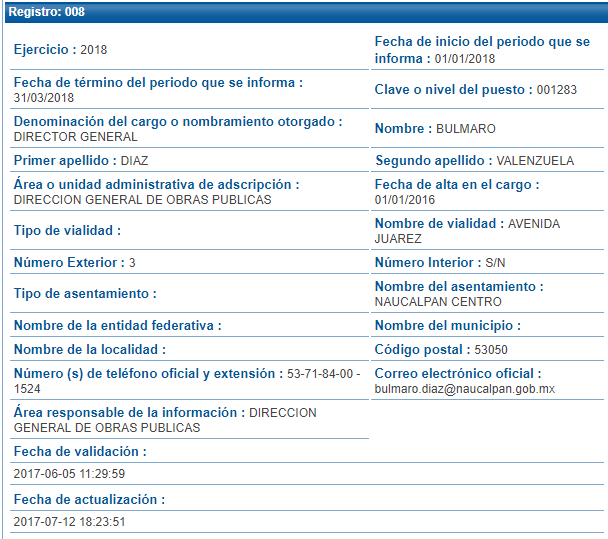 Registro: 008
Ejercicio : 2018
Fecha de inicio del periodo que se
informa : 01/01/2018
Fecha de término del periodo que se informa :
31/03/2018
Clave o nivel del puesto : 001283
Denominación del cargo o nombramiento otorgado :
DIRECTOR GENERAL
Nombre : BULMARO
Primer apellido : DIAZ
Segundo apellido : VALENZUELA
Área o unidad administrativa de adscripción :
DIRECCION GENERAL DE OBRAS PUBLICAS
Fecha de alta en el cargo :
01/01/2016
Tipo de vialidad :
Nombre de vialidad : AVENIDA
JUAREZ
Número Exterior : 3
Número Interior : S/N
Tipo de asentamiento :
Nombre del asentamiento :
NAUCALPAN CENTRO
Nombre de la entidad federativa :
Nombre del municipio :
Nombre de la localidad :
Código postal : 53050
Número (s) de teléfono oficial y extensión : 53-71-84-00 -
1524
Correo electrónico oficial :
bulmaro.diaz@naucalpan.gob.mx
Área responsable de la información : DIRECCION
GENERAL DE OBRAS PUBLICAS
Fecha de validación :
2017-06-05 11:29:59
Fecha de actualización :
2017-07-12 18:23:51